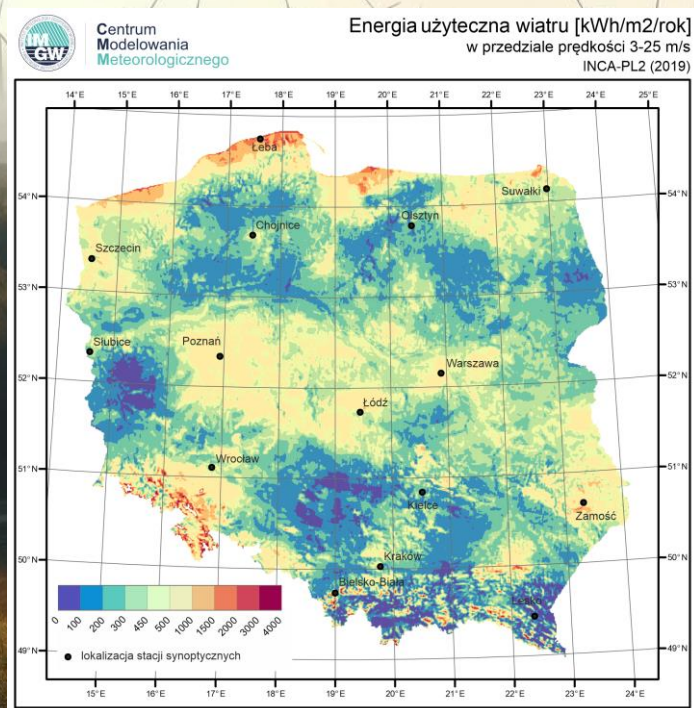 IM
GW
Centrum
Modelowania
Meteorologicznego
Energia użyteczna wiatru [kWh/m2/rok]
w przedziale prędkości 3-25 m/s
INCA-PL2 (2019)
14°E 15°E 16°E 17°E 18°E 19°E 20°E 21°E 22°E 23°E 24°E 25°E
Łeba
54°N
Suwałki
54°N
Olsztyn
Chojnice
Szczecin
53°N
53°N
Słubice
Poznań
Warszawa
52°N
52°N
Łódź
51°N
Wrocław
51°N
Kielce
Zamość
50°N
Kraków
50°N
Bielsko-Biała
0 100 200 300 450 500 1000 1500 2000 3000 4000
49°N
lokalizacja stacji synoptycznych
49°N
15°E 16°E 17°E 18°E 19°E 20°E 21°E 22°E 23°E 24°E